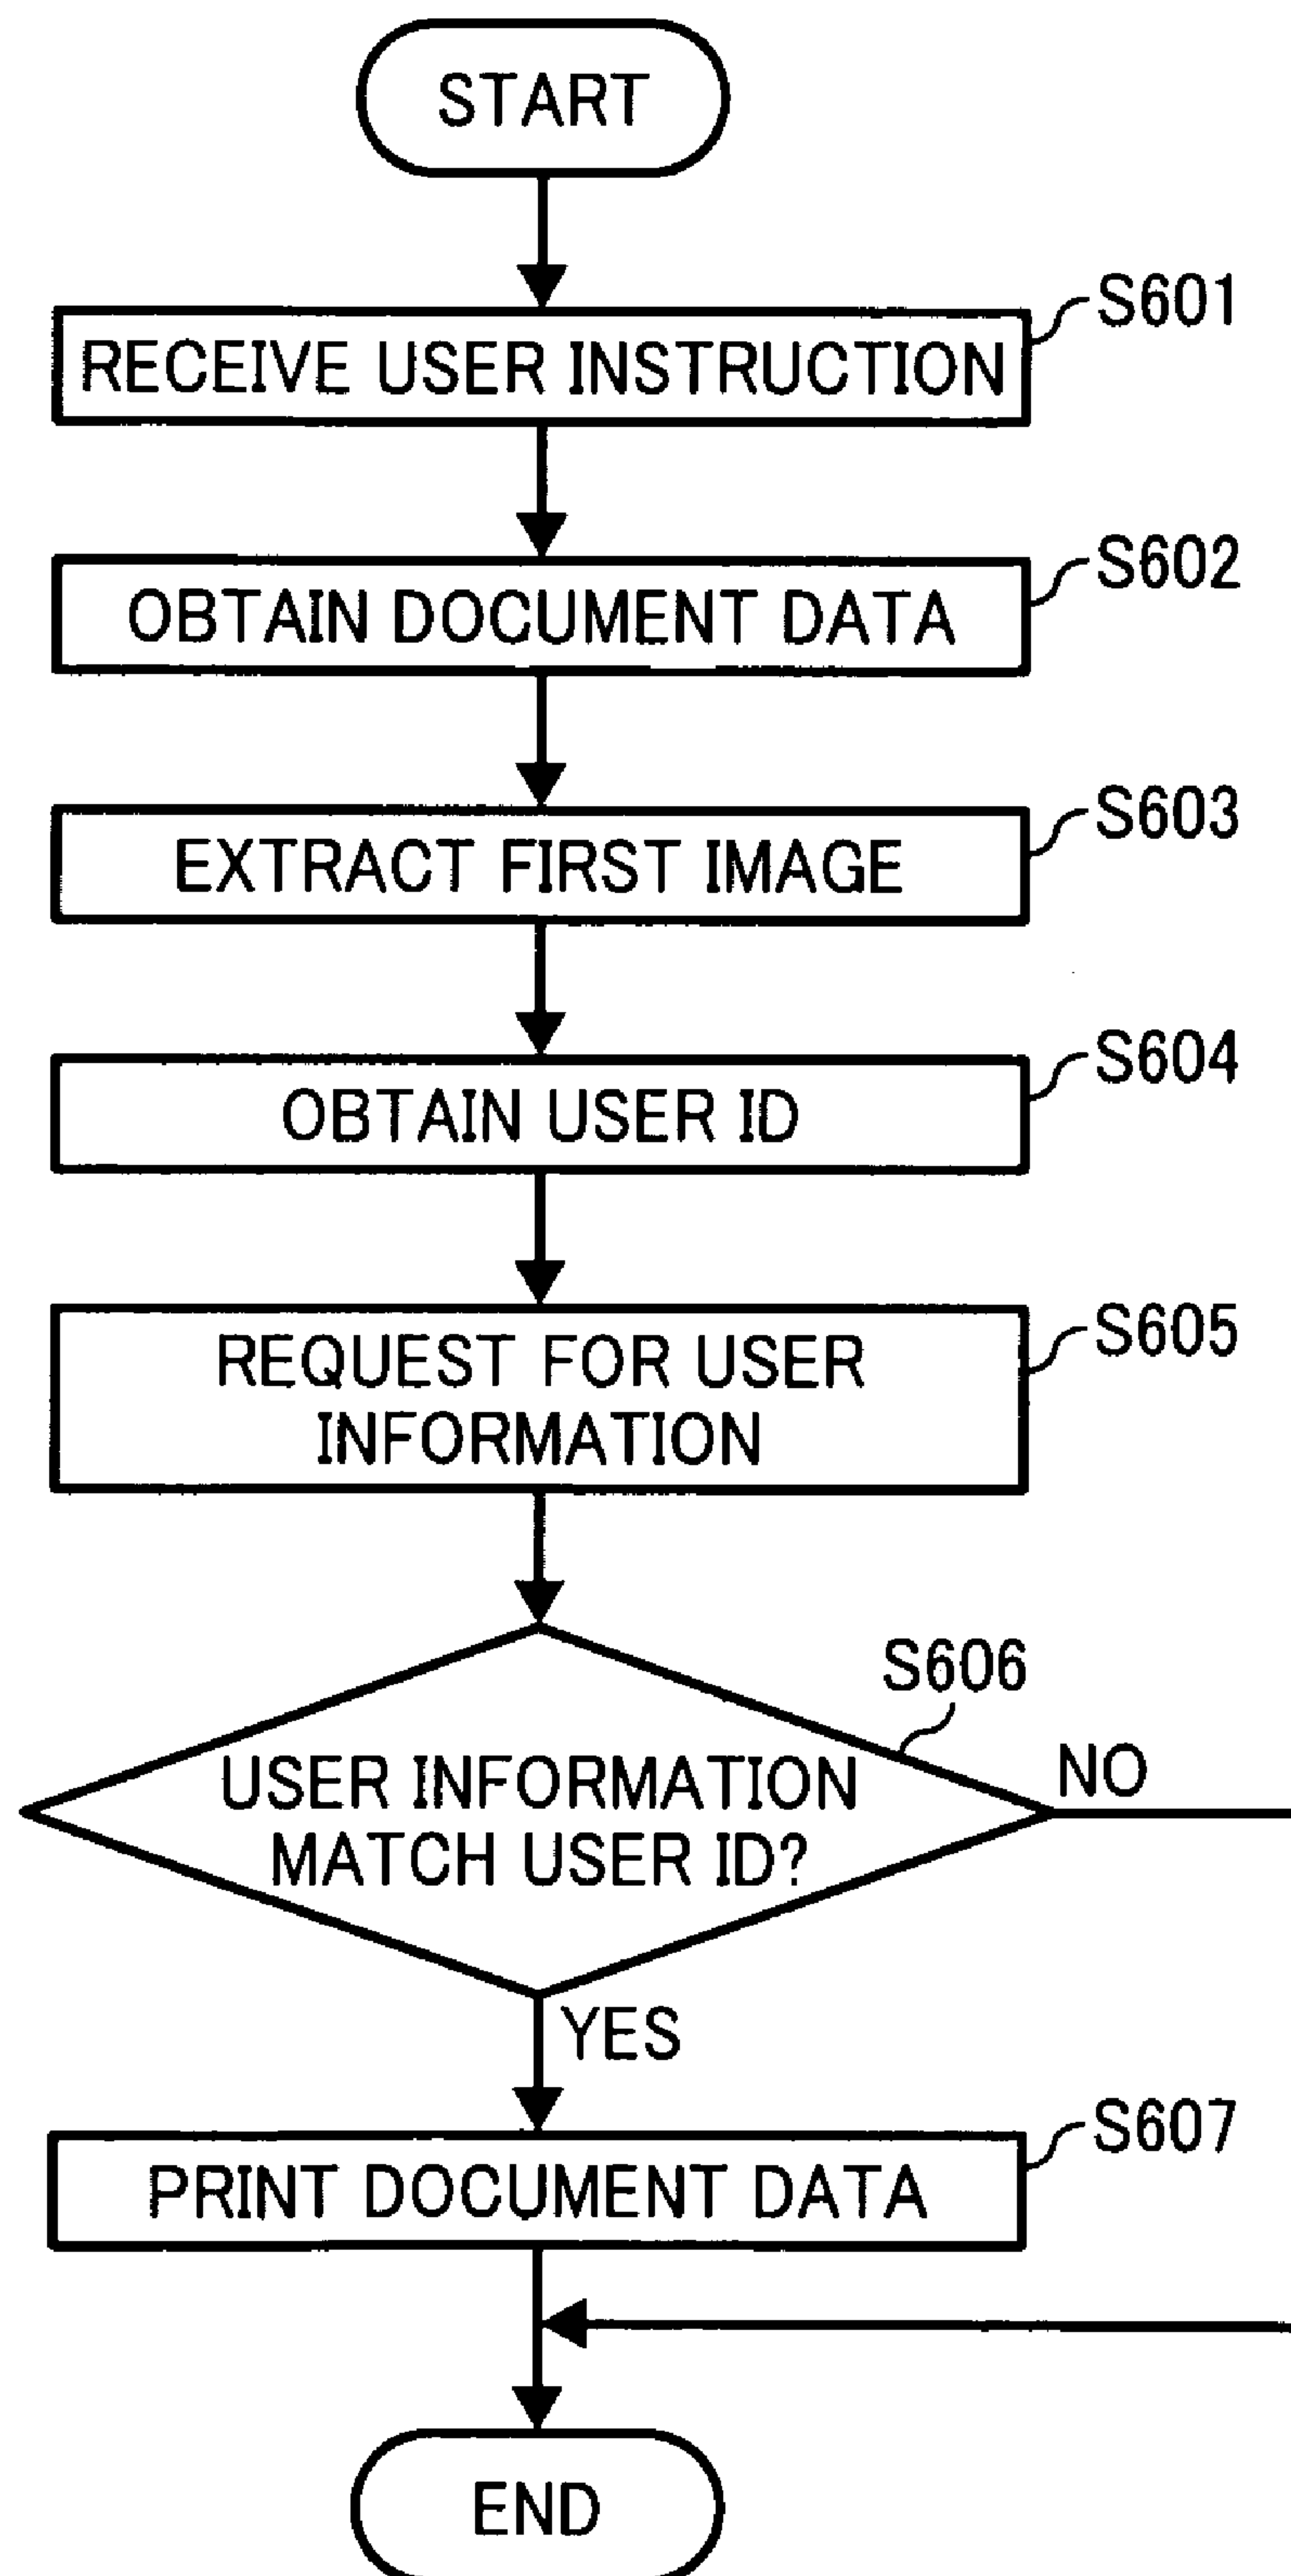 START
S601
RECEIVE USER INSTRUCTION
S602
OBTAIN DOCUMENT DATA
S603
EXTRACT FIRST IMAGE
S604
OBTAIN USER ID
S605
REQUEST FOR USER
INFORMATION
S606
NO
USER INFORMATION
MATCH USER ID?
YES
S607
PRINT DOCUMENT DATA
END